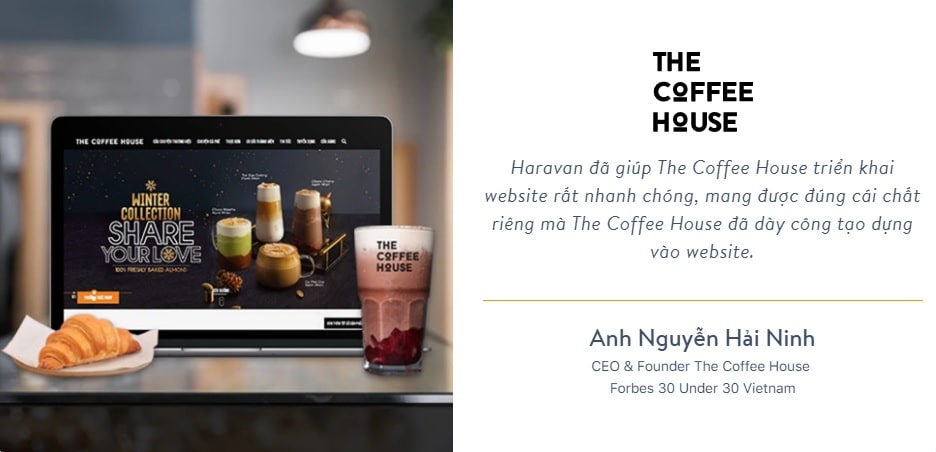 THE COFFEE HOUSE
WINTER
COLLECTION
SHARE
YOUR LOVE
100% FRESHLY BAKED ALMOND
THE
COFFEE
HOUSE
THE
COFFEE
HOUSE
Haravan đã giúp The Coffee House triển khai
website rất nhanh chóng, mang được đúng cái chất
riêng mà The Coffee House đã dày công tạo dựng
vào website.
Anh Nguyễn Hải Ninh
CEO & Founder The Coffee House
Forbes 30 Under 30 Vietnam